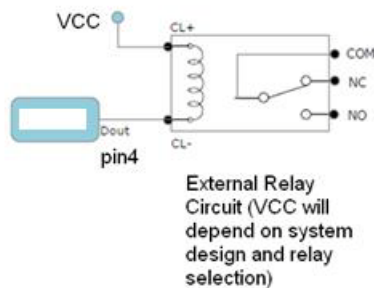 VCC
CL+
COM
NC
NO
Dout
pin4
CL-
External Relay
Circuit (VCC will
depend on system
design and relay
selection)